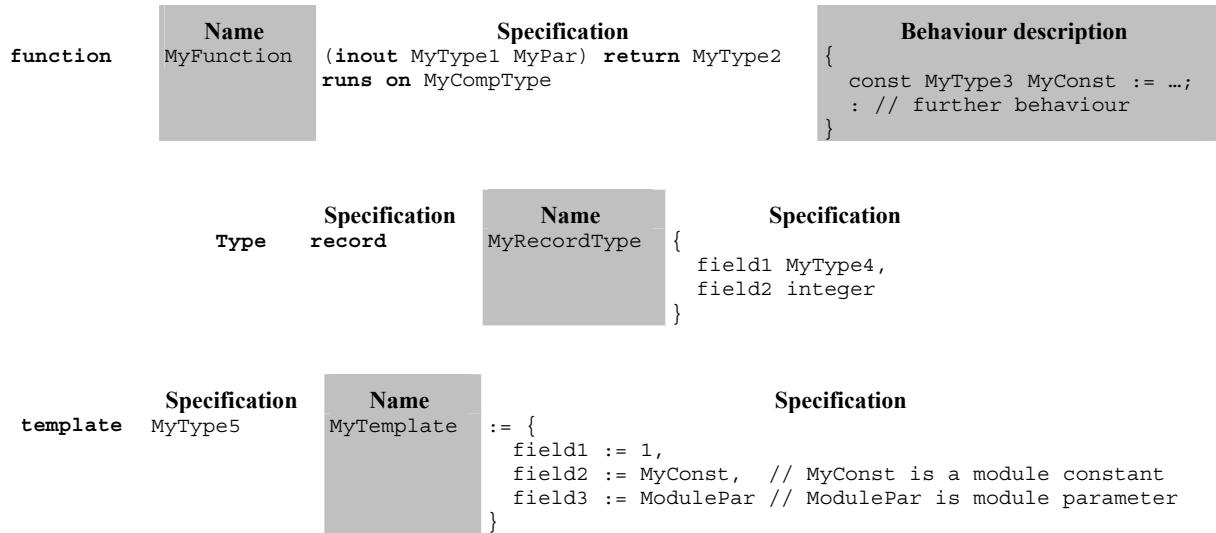 Name Specification Behaviour description
function MyFunction (inout MyType1 MyPar) return MyType2 {
runs on MyCompType const MyType3 MyConst := …;
: // further behaviour
}
Specification Name Specification
Type record MyRecordType {
field1 MyType4,
field2 integer
}
Specification Name Specification
template MyType5 MyTemplate := {
field1 := 1,
field2 := MyConst, // MyConst is a module constant
field3 := ModulePar // ModulePar is module parameter
}